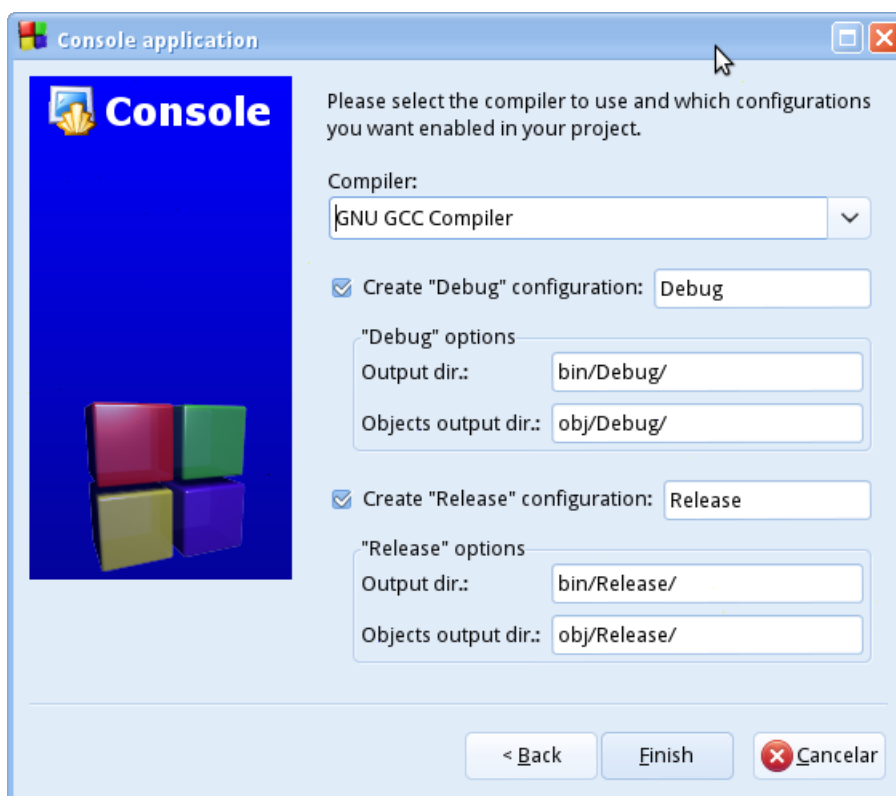 Console application
Console
Please select the compiler to use and which configurations
you want enabled in your project.
Compiler:
GNU GCC Compiler
Create "Debug" configuration: Debug
"Debug" options
Output dir.: bin/Debug/
Objects output dir.: obj/Debug/
Create "Release" configuration: Release
"Release" options
Output dir.: bin/Release/
Objects output dir.: obj/Release/
< Back Finish Cancelar